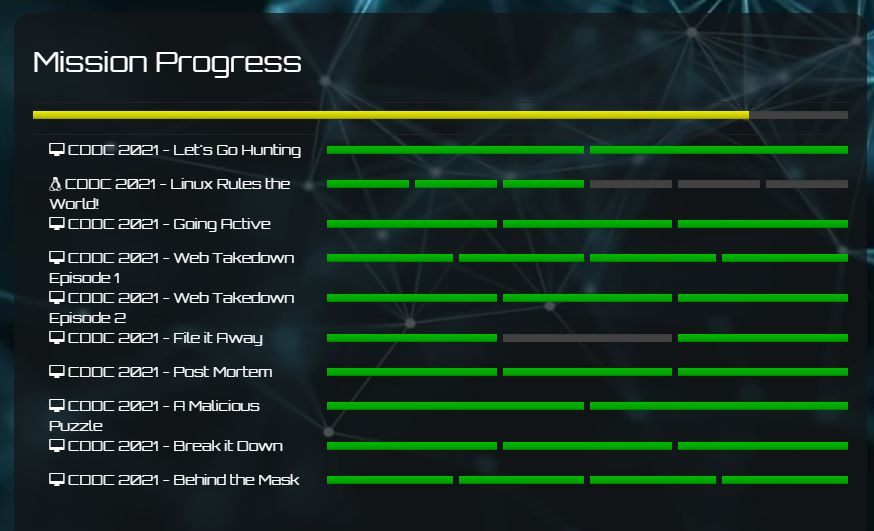 Mission Progress
CDDC 2021 - Let's Go Hunting
CDDC 2021 - Linux Rules the
World!
CDDC 2021 - Going Active
CDDC 2021 - Web Takedown
Episode 1
CDDC 2021 - Web Takedown
Episode 2
CDDC 2021 - File it Away
CDDC 2021 - Post Mortem
CDDC 2021 - A Malicious
Puzzle
CDDC 2021 - Break it Down
CDDC 2021 - Behind the Mask